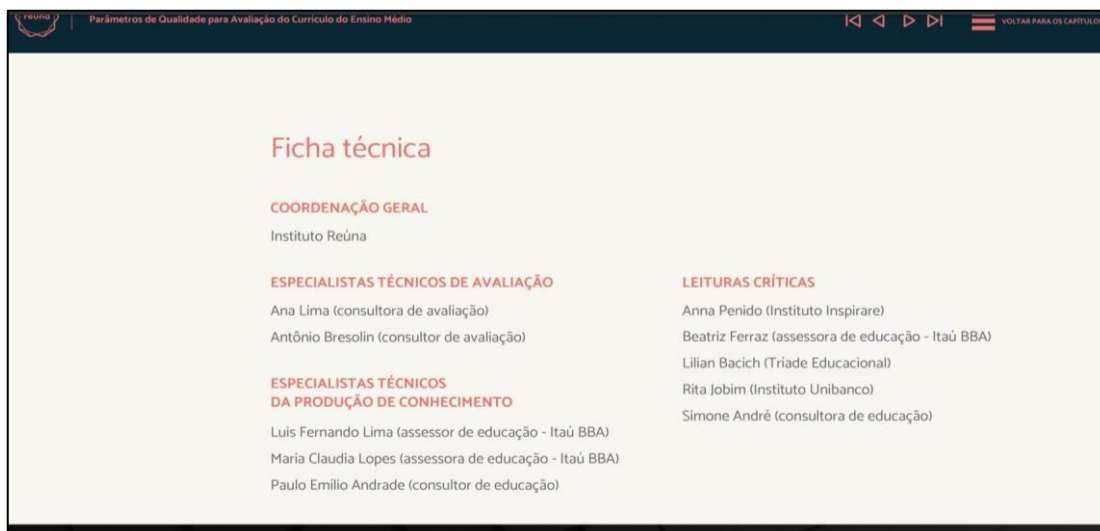 reúna
Parâmetros de Qualidade para Avaliação do Currículo do Ensino Médio
VOLTAR PARA OS CAPÍTULOS
Ficha técnica
COORDENAÇÃO GERAL
Instituto Reúna
ESPECIALISTAS TÉCNICOS DE AVALIAÇÃO
Ana Lima (consultora de avaliação)
Antônio Bresolin (consultor de avaliação)
ESPECIALISTAS TÉCNICOS
DA PRODUÇÃO DE CONHECIMENTO
Luis Fernando Lima (assessor de educação - Itaú BBA)
Maria Claudia Lopes (assessora de educação - Itaú BBA)
Paulo Emílio Andrade (consultor de educação)
LEITURAS CRÍTICAS
Anna Penido (Instituto Inspirare)
Beatriz Ferraz (assessora de educação - Itaú BBA)
Lilian Bacich (Tríade Educacional)
Rita Jobim (Instituto Unibanco)
Simone André (consultora de educação)